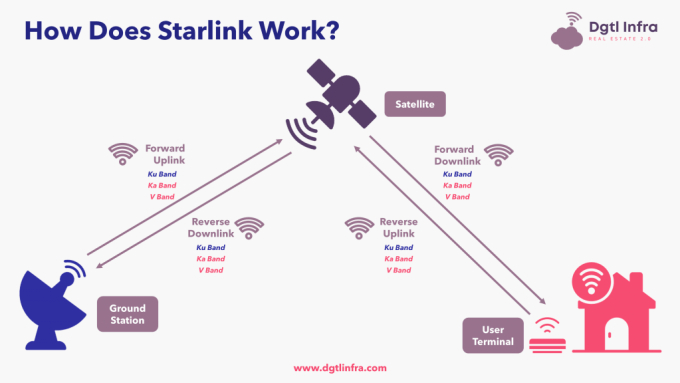 How Does Starlink Work?
Dgtl Infra
REAL ESTATE 2.0
Satellite
Forward
Uplink
Ku Band
Ka Band
V Band
Forward
Downlink
Ku Band
Ka Band
V Band
Reverse
Downlink
Ku Band
Ka Band
V Band
Reverse
Uplink
Ku Band
Ka Band
V Band
Ground
Station
User
Terminal
www.dgtlinfra.com